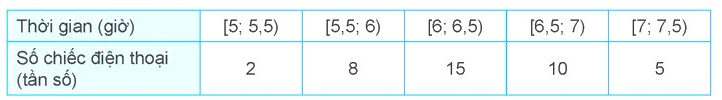 Thời gian (giờ) [5; 5,5) [5,5; 6) [6; 6,5) [6,5; 7) [7; 7,5)
Số chiếc điện thoại
(tần số) 2 8 15 10 5